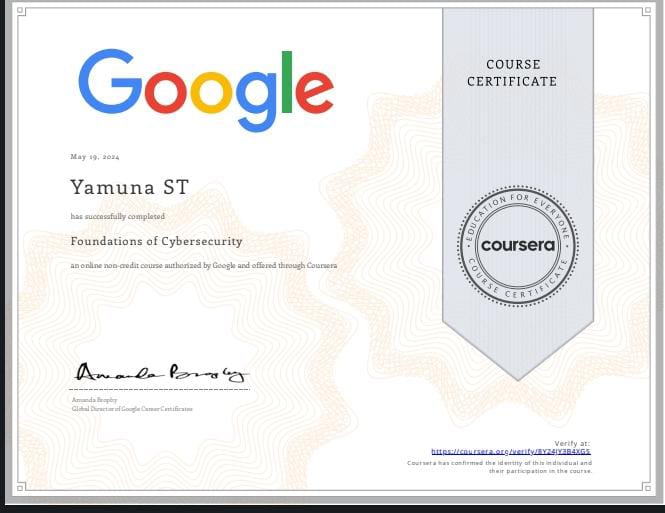 Google
COURSE
CERTIFICATE
May 19, 2024
Yamuna ST
has successfully completed
Foundations of Cybersecurity
an online non-credit course authorized by Google and offered through Coursera
EDUCATION FOR EVERYONE
coursera
COURSE CERTIFICATE
Amanda Brophy
Amanda Brophy
Global Director of Google Career Certificates
Verify at:
https://coursera.org/verify/8Y24JY3B4XGS
Coursera has confirmed the identity of this individual and
their participation in the course.